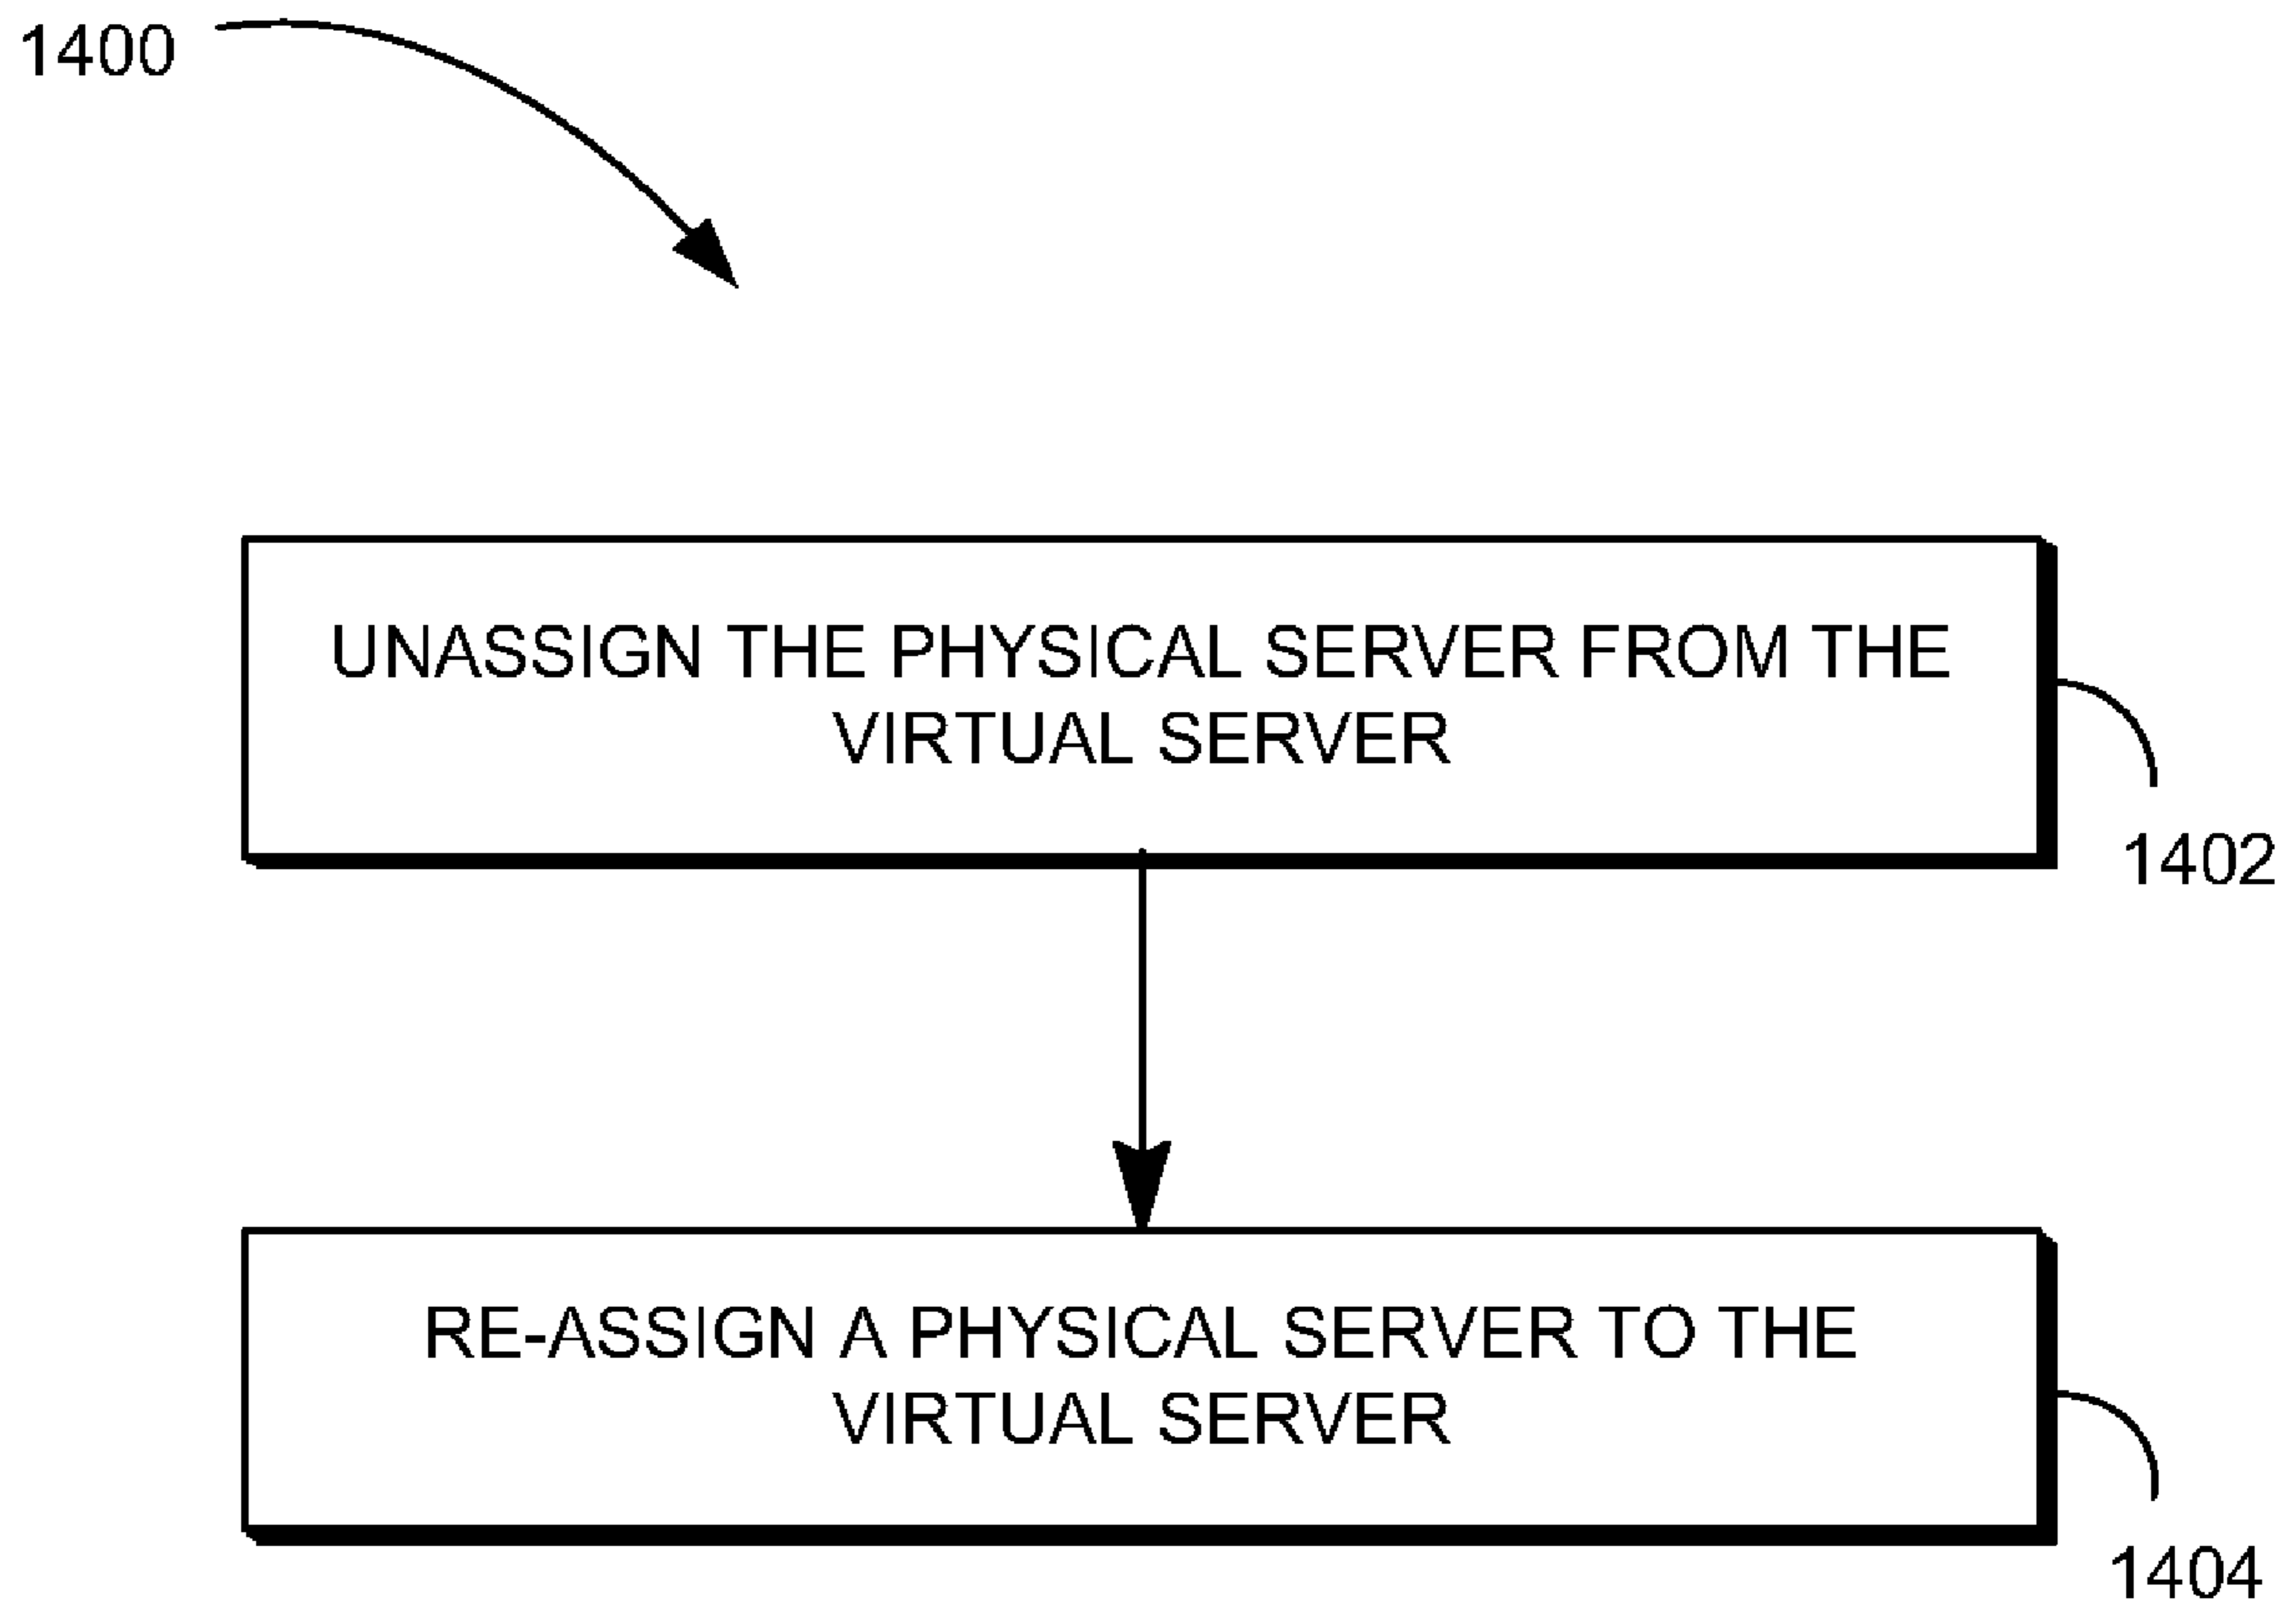 1400
UNASSIGN THE PHYSICAL SERVER FROM THE
VIRTUAL SERVER
1402
RE-ASSIGN A PHYSICAL SERVER TO THE
VIRTUAL SERVER
1404